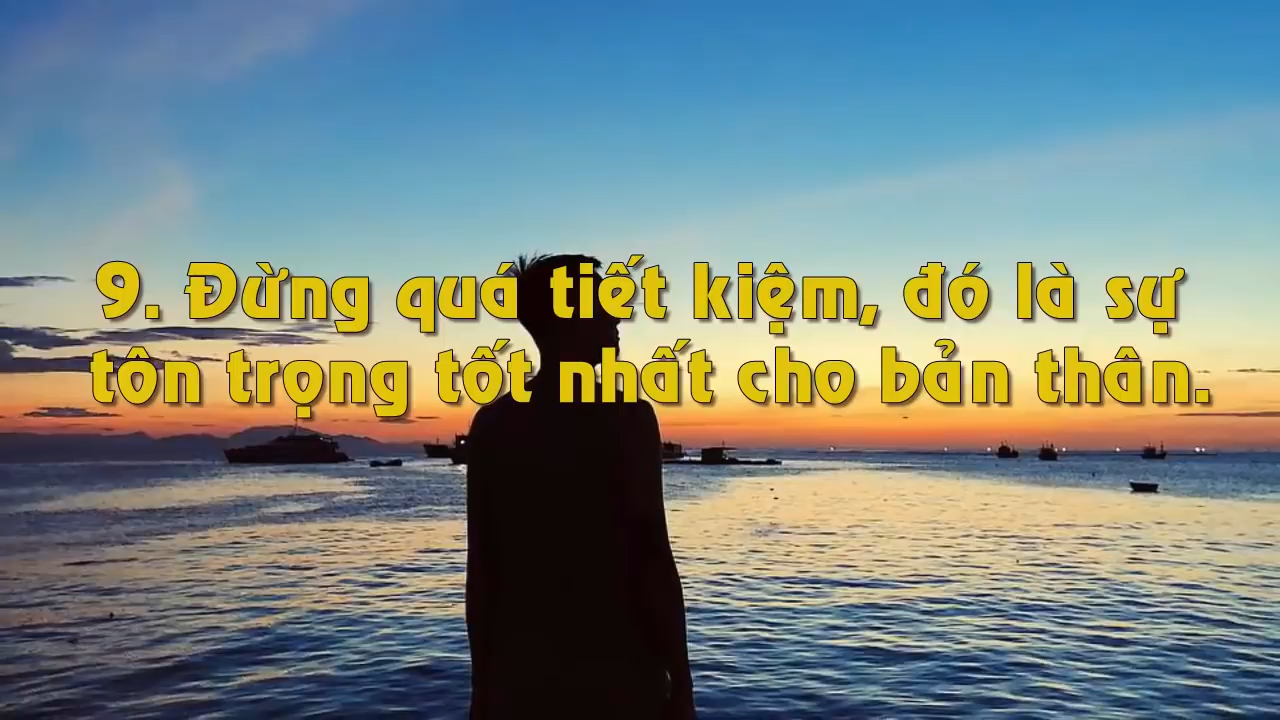 9. Đừng quá tiết kiệm, đó là sự
tôn trọng tốt nhất cho bản thân.